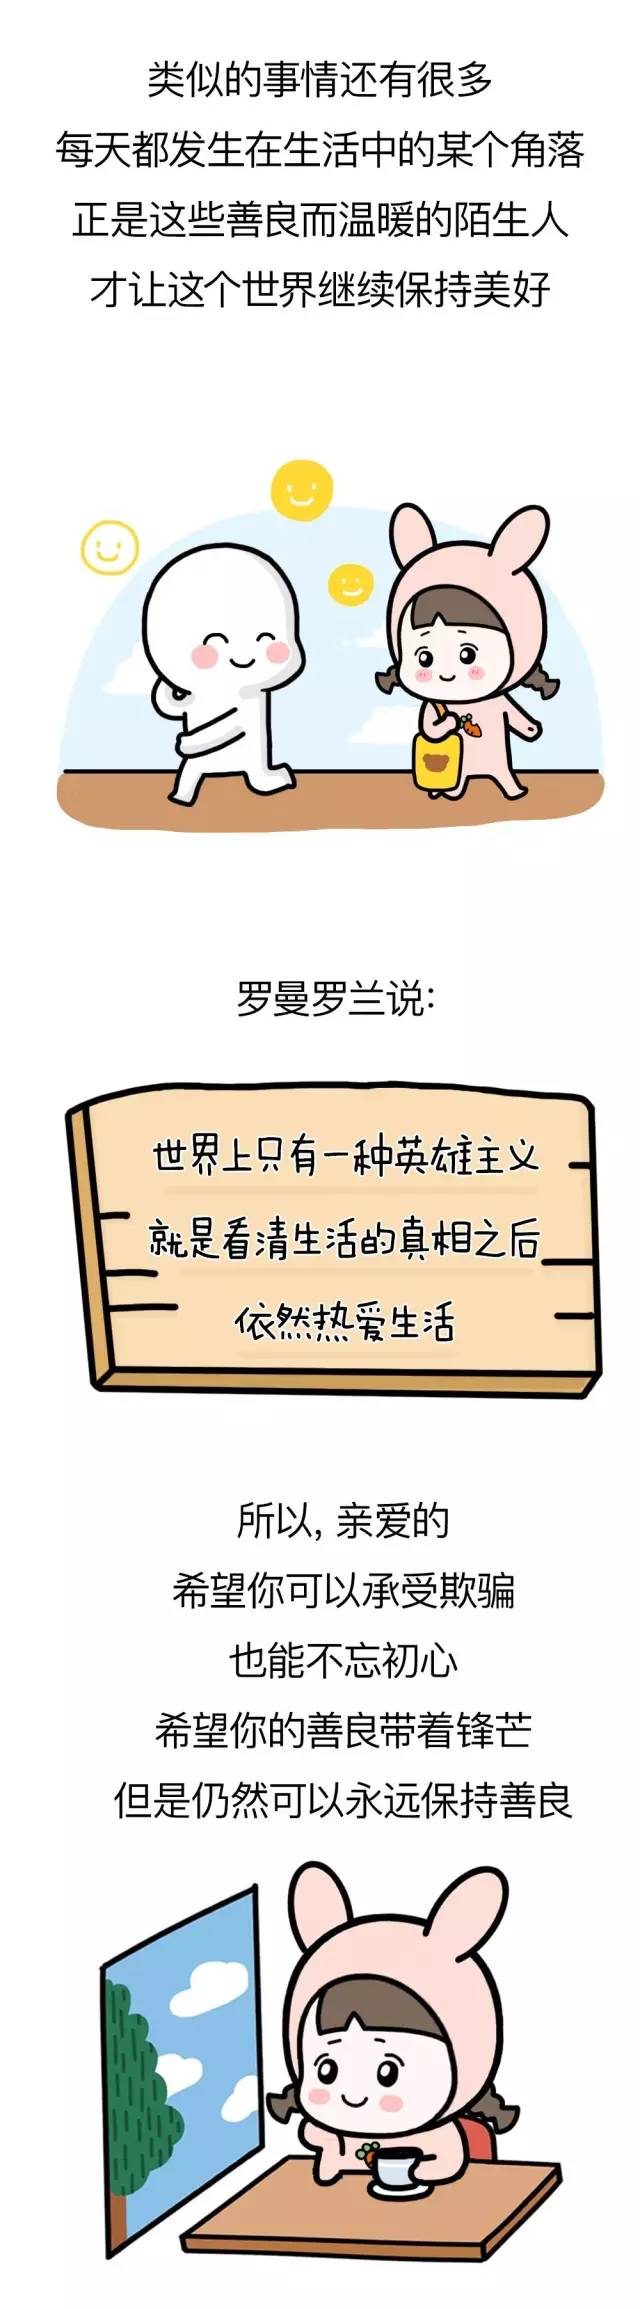 类似的事情还有很多
每天都发生在生活中的某个角落
正是这些善良而温暖的陌生人
才让这个世界继续保持美好
罗曼罗兰说:
世界上只有一种英雄主义
就是看清生活的真相之后
依然热爱生活
所以, 亲爱的
希望你可以承受欺骗
也能不忘初心
希望你的善良带着锋芒
但是仍然可以永远保持善良